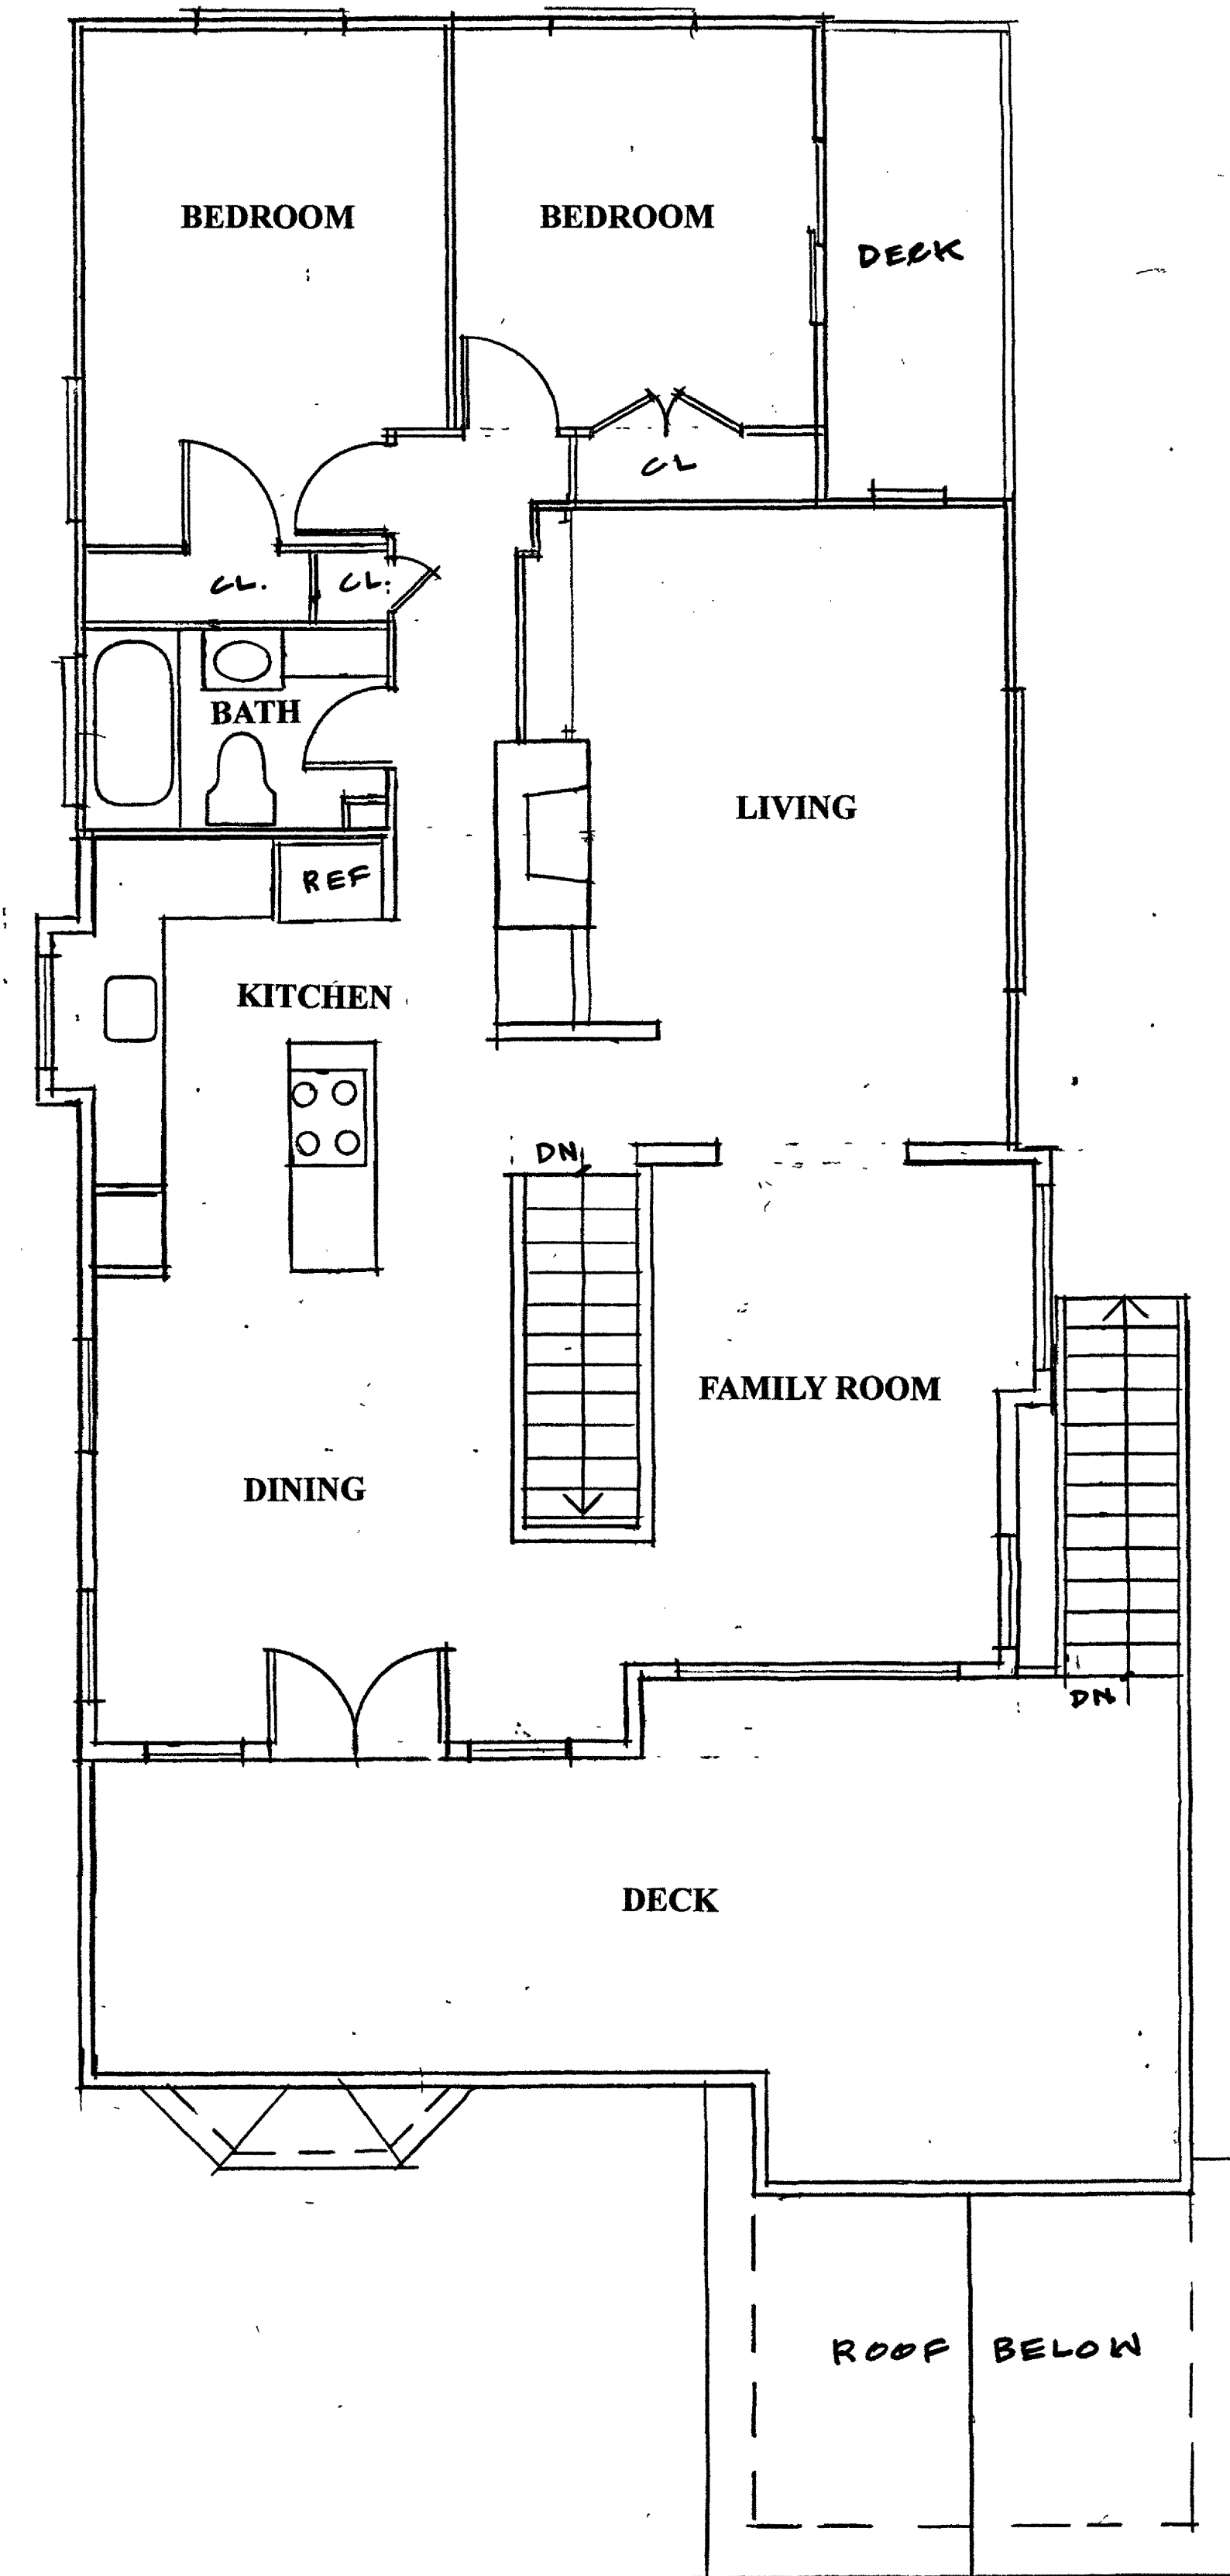 BEDROOM
BEDROOM
DECK
CL
CL.
CL.
BATH
LIVING
REF
KITCHEN
DN
FAMILY ROOM
DINING
DN
DECK
ROOF BELOW